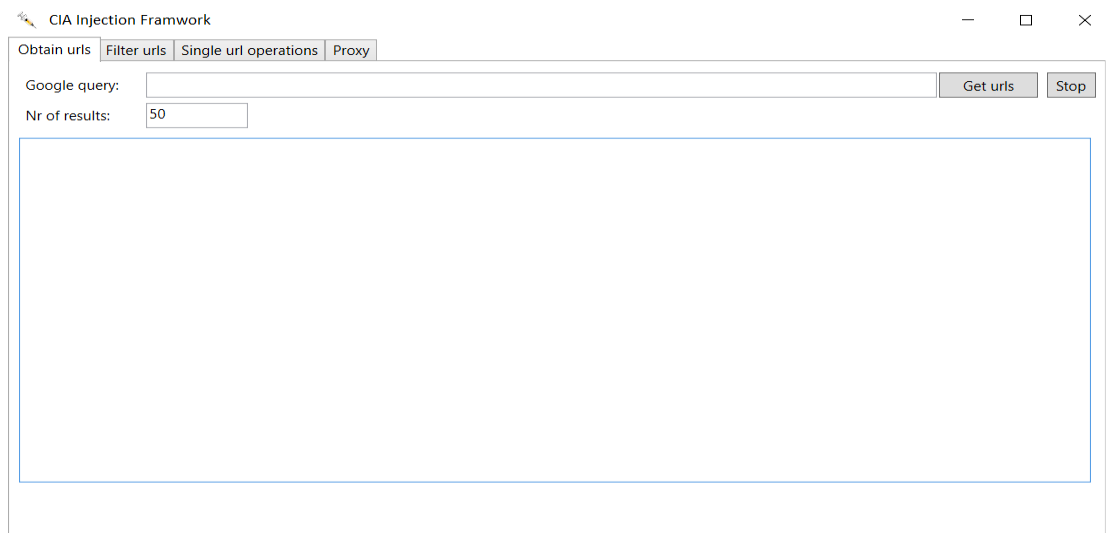 CIA Injection Framwork
Obtain urls Filter urls Single url operations Proxy
Google query: Get urls Stop
Nr of results: 50